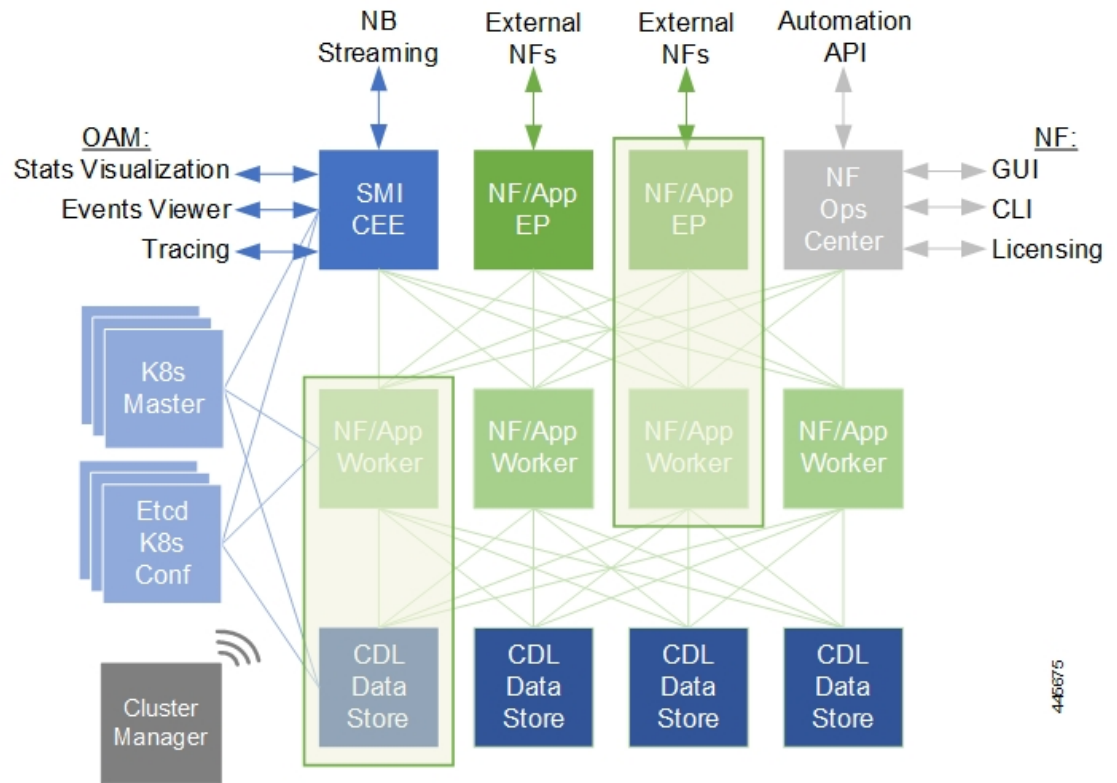 NB
Streaming
External
NFs
External
NFs
Automation
API
OAM:
Stats Visualization
Events Viewer
Tracing
SMI
CEE
NF/App
EP
NF/App
EP
NF
Ops
Center
NF:
GUI
CLI
Licensing
K8s
Master
NF/App
Worker
NF/App
Worker
NF/App
Worker
NF/App
Worker
Etcd
K8s
Conf
Cluster
Manager
CDL
Data
Store
CDL
Data
Store
CDL
Data
Store
CDL
Data
Store
445675